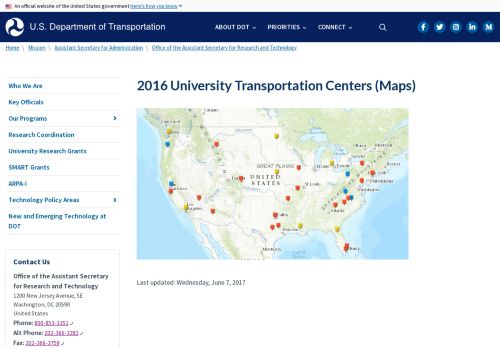 An official website of the United States government Here's how you know
U.S. Department of Transportation
ABOUT DOT
PRIORITIES
CONNECT
Home \ Mission \ Assistant Secretary for Administration \ Office of the Assistant Secretary for Research and Technology
Who We Are
Key Officials
Our Programs
Research Coordination
University Research Grants
SMART Grants
ARPA-I
Technology Policy Areas
New and Emerging Technology at
DOT
Contact Us
Office of the Assistant Secretary
for Research and Technology
1200 New Jersey Avenue, SE
Washington, DC 20590
United States
Phone: 800-853-1351
Alt Phone: 202-366-3282
Fax: 202-366-3759
2016 University Transportation Centers (Maps)
Vancouver
Ottawa
Montreal
Toronto
Boston
Chicago
GREAT PLAINS
UNITED
STATES
St Louis
Philadelphia
Washington
San Francisco
Los Angeles
Dallas
Houston
Monterrey
Miami
Last updated: Wednesday, June 7, 2017